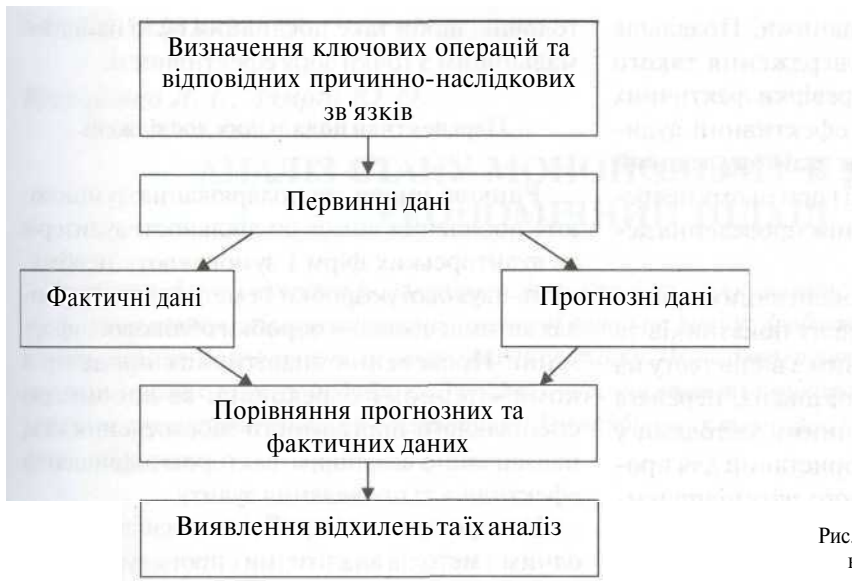 Визначення ключових операцій та
відповідних причинно-наслідкових
зв'язків
Первинні дані
Фактичні дані
Прогнозні дані
Порівняння прогнозних та
фактичних даних
Виявлення відхилень та їх аналіз
Рис.